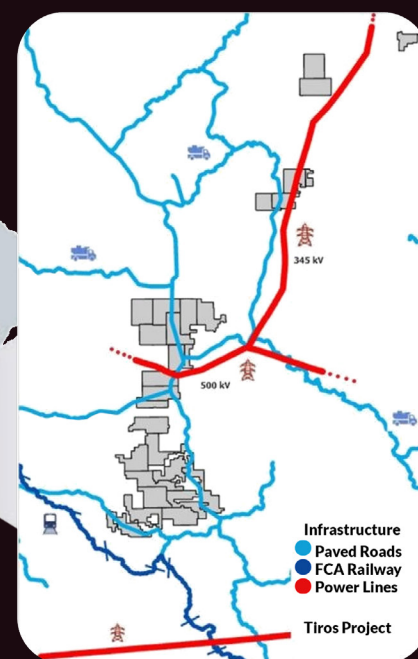 345 kV
500 kV
Infrastructure
Paved Roads
FCA Railway
Power Lines
Tiros Project